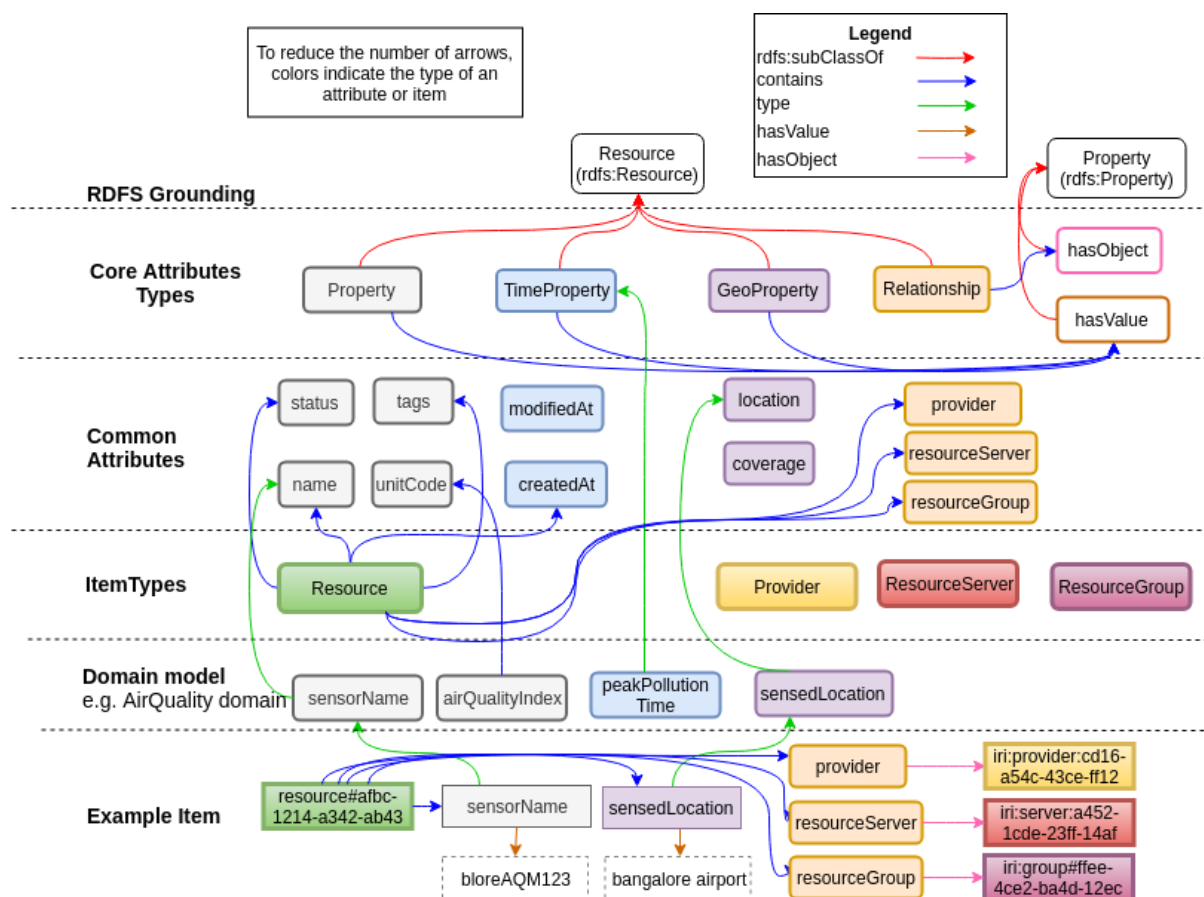 To reduce the number of arrows,
colors indicate the type of an
attribute or item
Legend
rdfs:subClassOf
contains
type
hasValue
hasObject
Resource
(rdfs:Resource)
Property
(rdfs:Property)
RDFS Grounding
Core Attributes
Types
Property
TimeProperty
GeoProperty
Relationship
hasObject
hasValue
Common
Attributes
status
tags
modifiedAt
location
provider
name
unitCode
createdAt
coverage
resourceServer
resourceGroup
ItemTypes
Resource
Provider
ResourceServer
ResourceGroup
Domain model
e.g. AirQuality domain
sensorName
airQualityIndex
peakPollution
Time
sensedLocation
Example Item
resource#afbc-
1214-a342-ab43
sensorName
sensedLocation
provider
iri:provider:cd16-
a54c-43ce-ff12
resourceServer
iri:server:a452-
1cde-23ff-14af
bloreAQM123
bangalore airport
resourceGroup
iri:group#ffee-
4ce2-ba4d-12ec